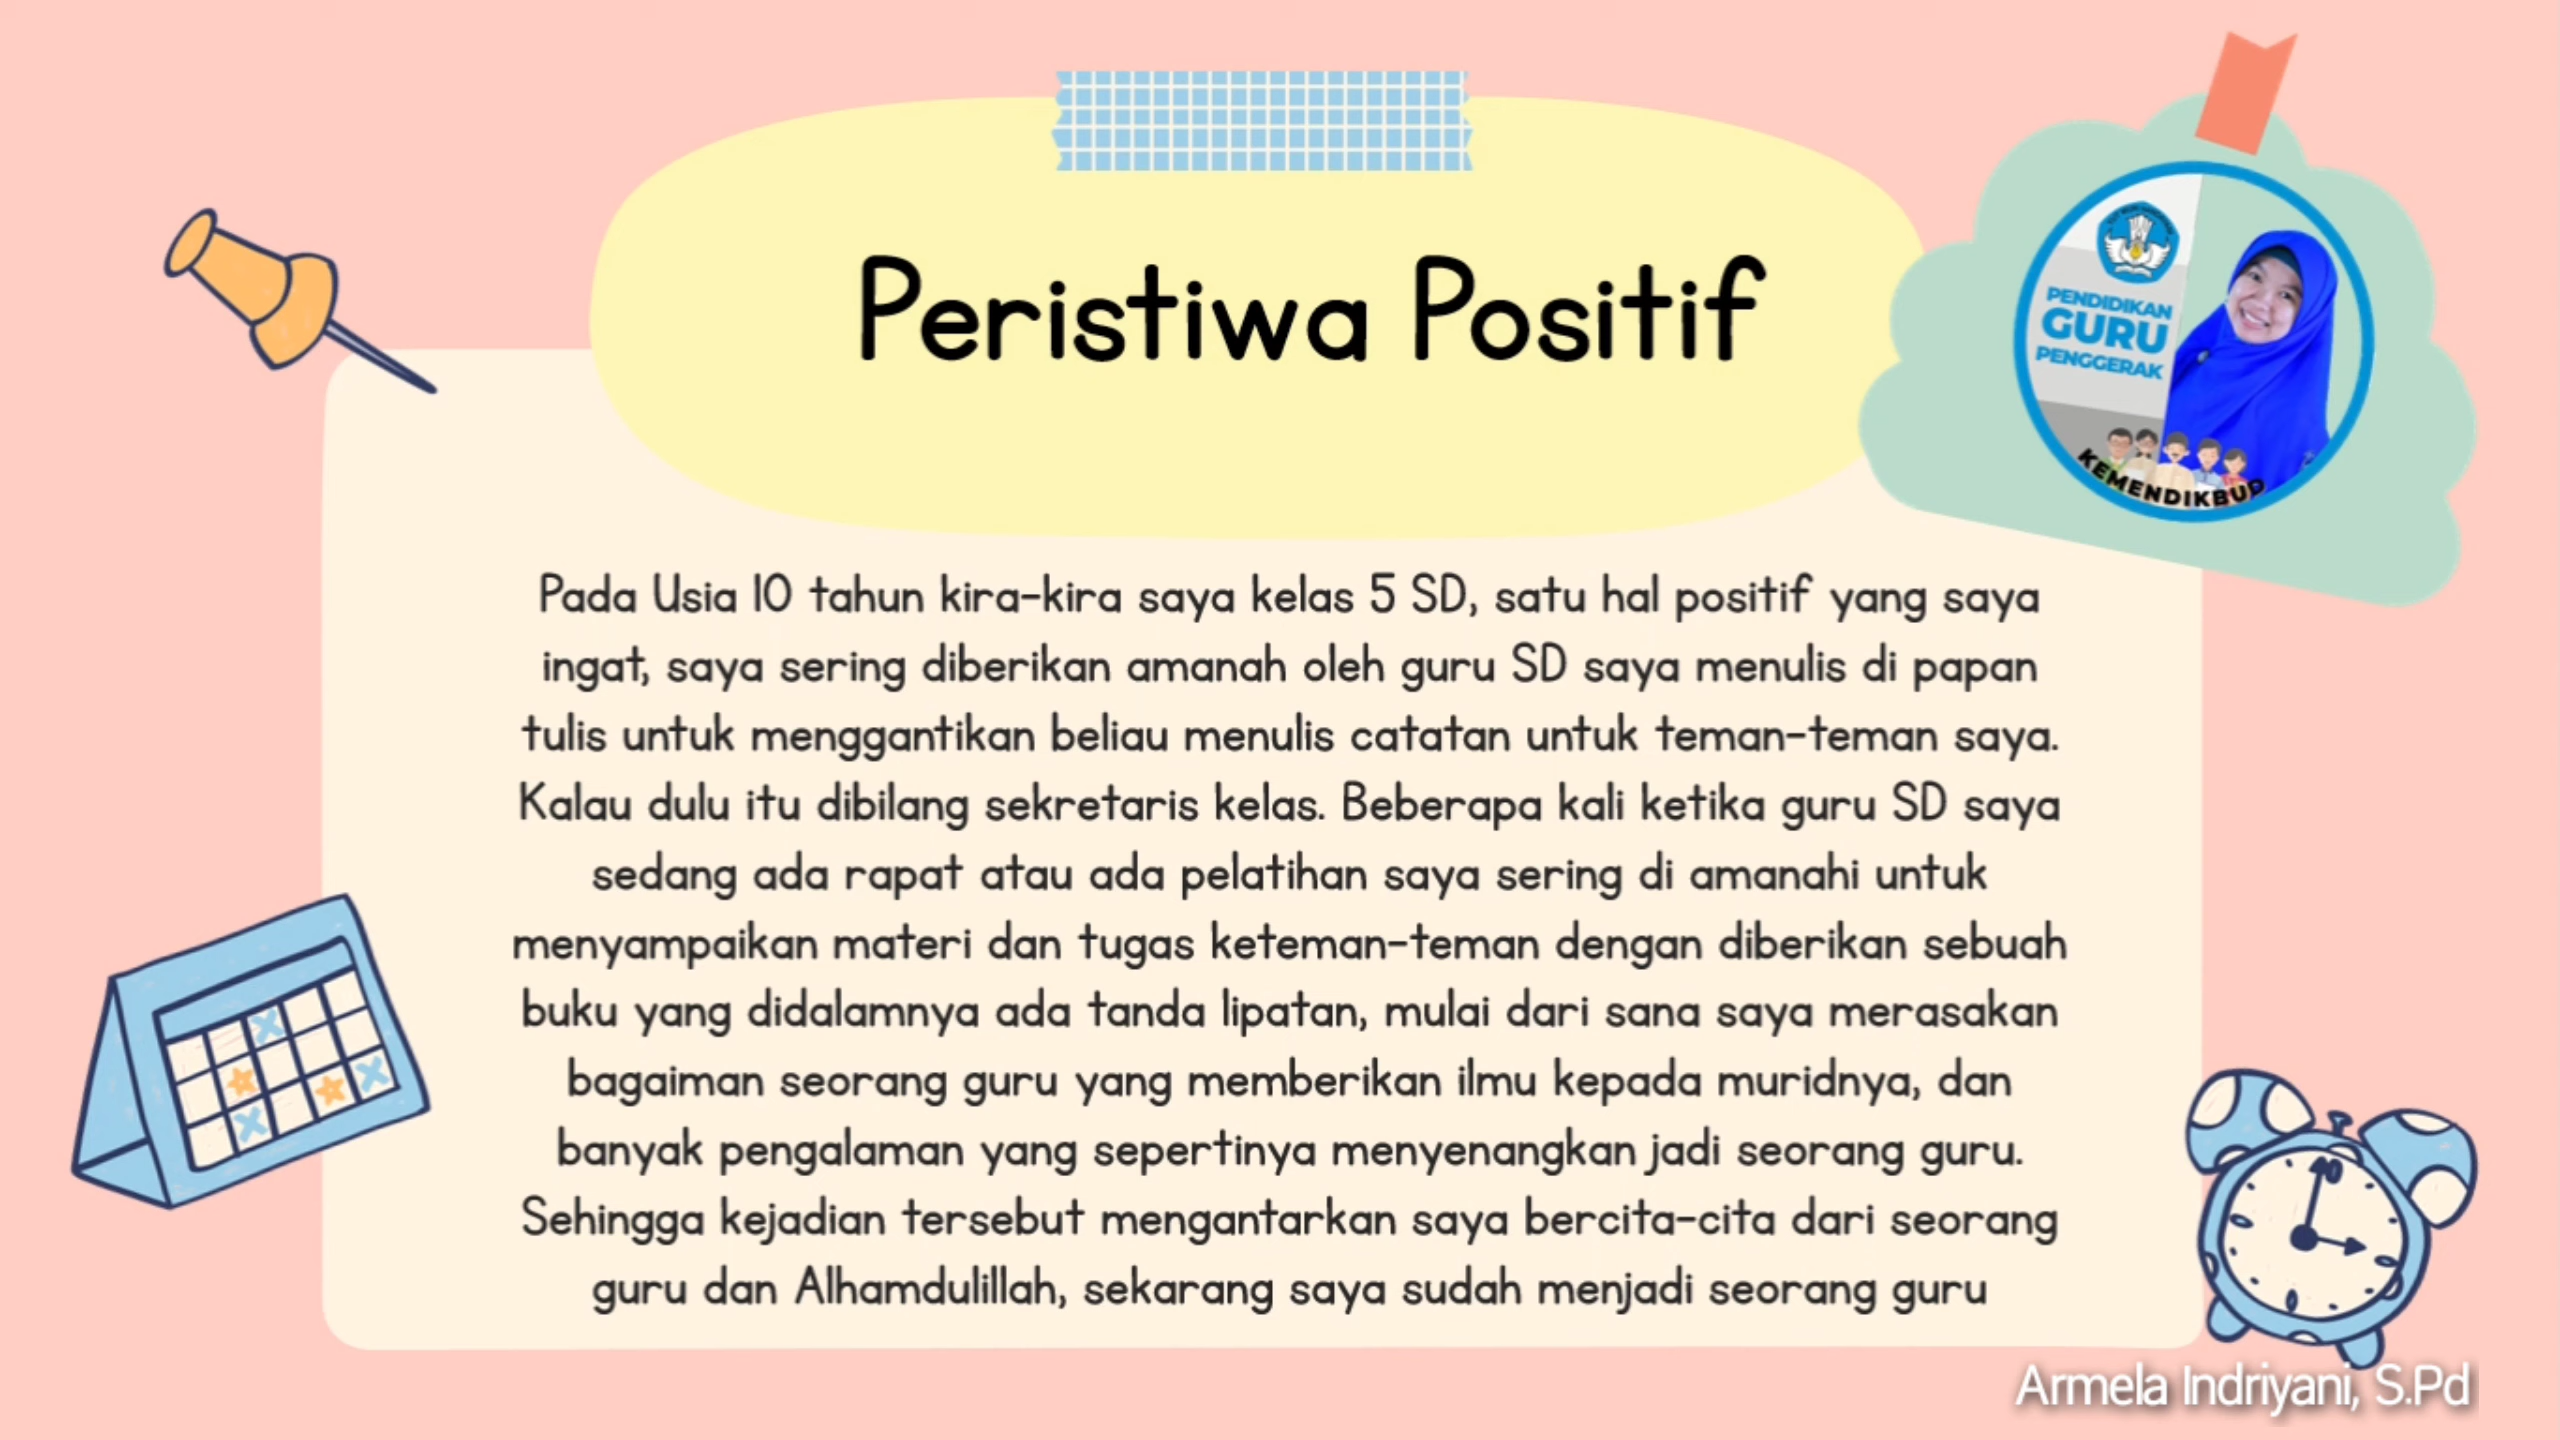 Peristiwa Positif
PENDIDIKAN
GURU
PENGGERAK
KEMENDIKBUD
Pada Usia 10 tahun kira-kira saya kelas 5 SD, satu hal positif yang saya
ingat, saya sering diberikan amanah oleh guru SD saya menulis di papan
tulis untuk menggantikan beliau menulis catatan untuk teman-teman saya.
Kalau dulu itu dibilang sekretaris kelas. Beberapa kali ketika guru SD saya
sedang ada rapat atau ada pelatihan saya sering di amanahi untuk
menyampaikan materi dan tugas keteman-teman dengan diberikan sebuah
buku yang didalamnya ada tanda lipatan, mulai dari sana saya merasakan
bagaiman seorang guru yang memberikan ilmu kepada muridnya, dan
banyak pengalaman yang sepertinya menyenangkan jadi seorang guru.
Sehingga kejadian tersebut mengantarkan saya bercita-cita dari seorang
guru dan Alhamdulillah, sekarang saya sudah menjadi seorang guru
Armela Indriyani, S.Pd